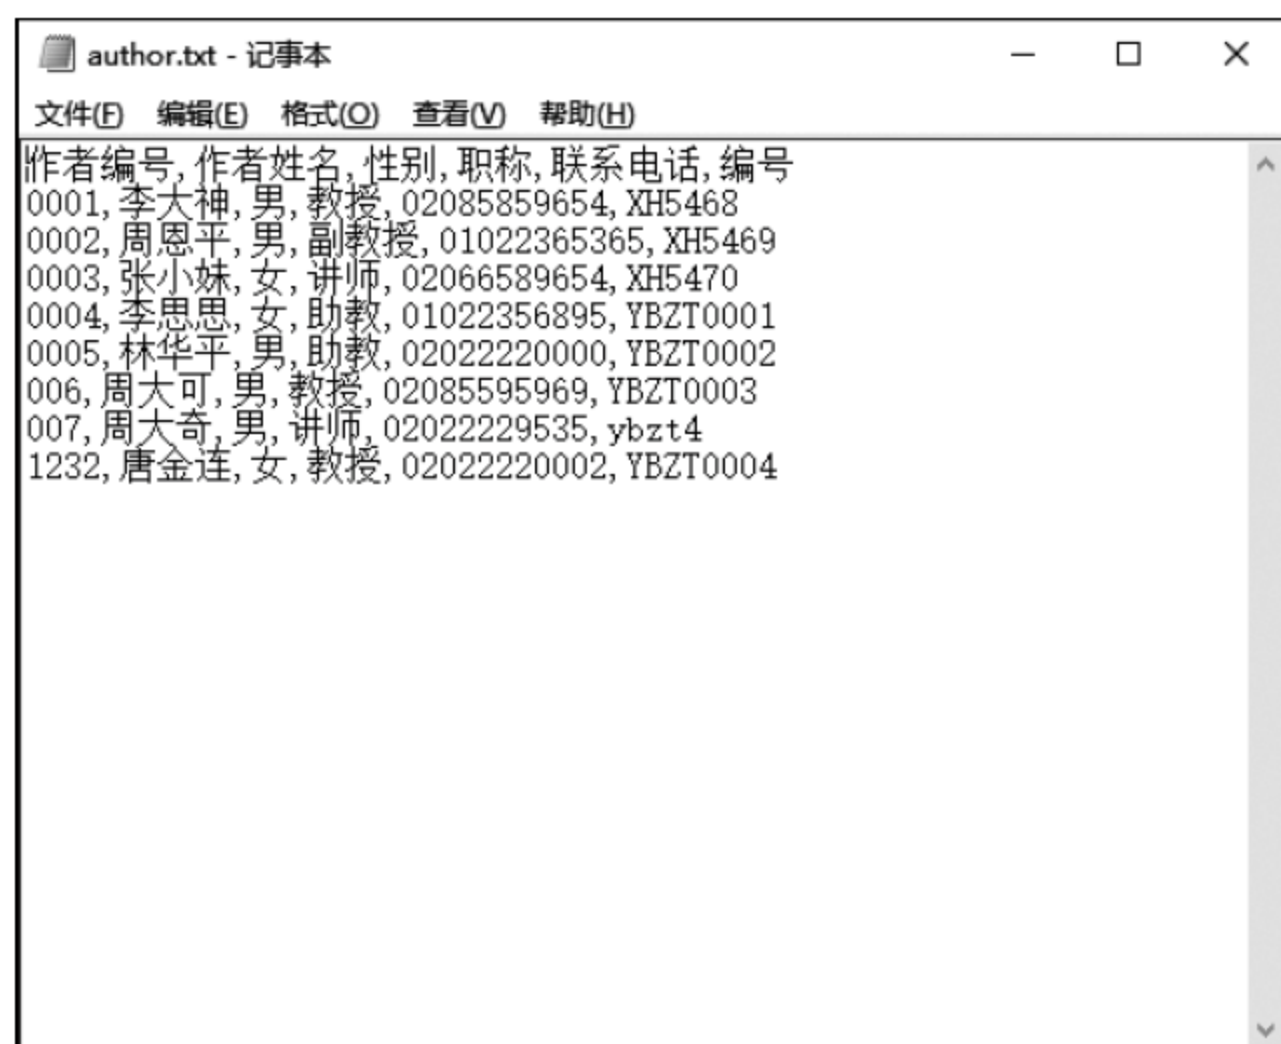 author.txt - 记事本
文件(F) 编辑(E) 格式(O) 查看(V) 帮助(H)
作者编号,作者姓名,性别,职称,联系电话,编号
0001,李大神,男,教授,02085859654,XH5468
0002,周恩平,男,副教授,01022365365,XH5469
0003,张小妹,女,讲师,02066589654,XH5470
0004,李思思,女,助教,01022356895,YBZT0001
0005,林华平,男,助教,02022220000,YBZT0002
006,周大可,男,教授,02085595969,YBZT0003
007,周大奇,男,讲师,02022229535,ybzt4
1232,唐金连,女,教授,02022220002,YBZT0004